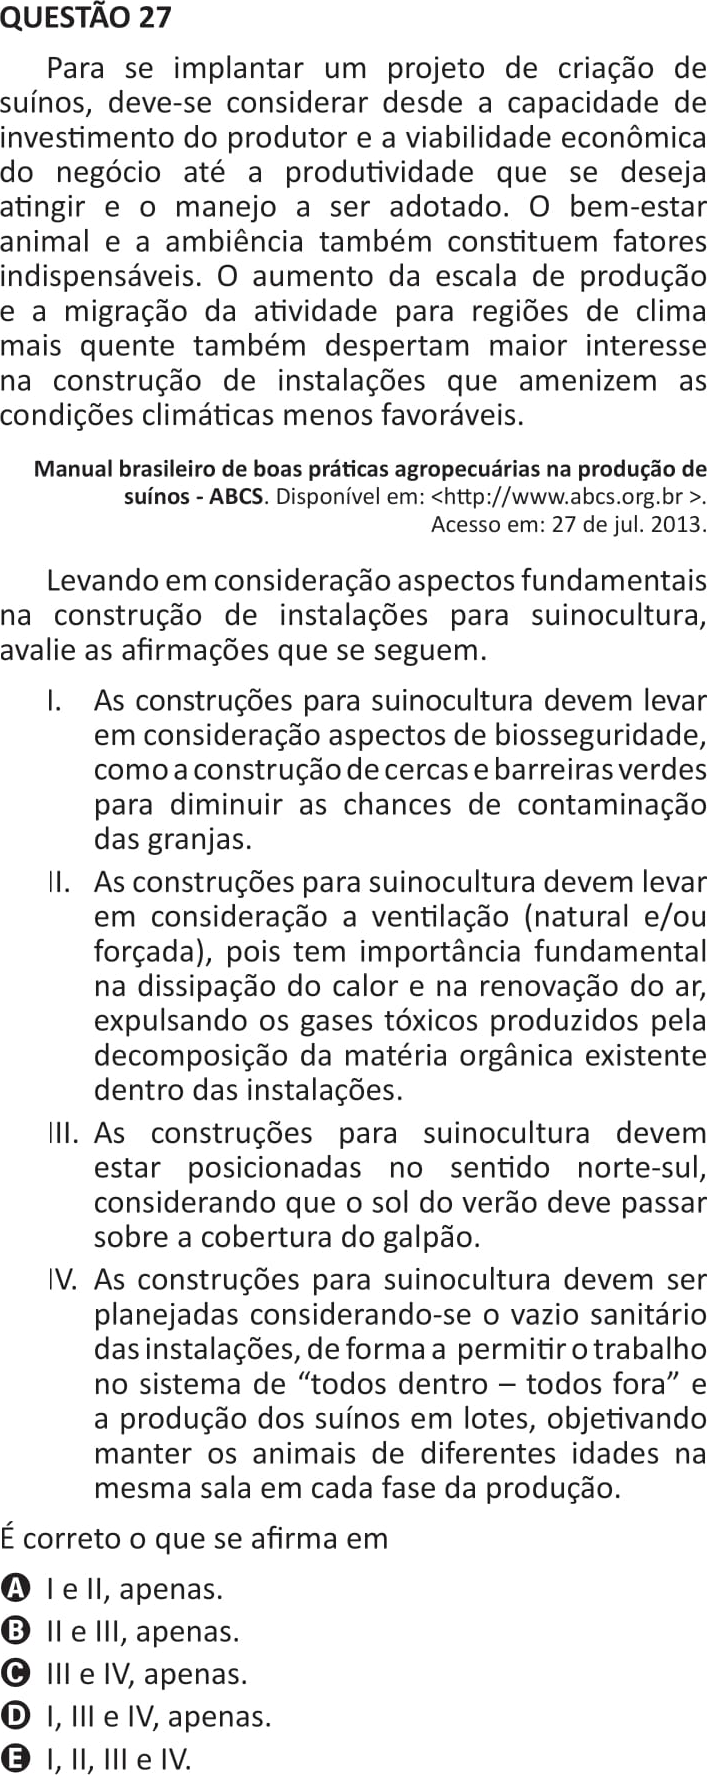 QUESTÃO 27
Para se implantar um projeto de criação de
suínos, deve-se considerar desde a capacidade de
investimento do produtor e a viabilidade econômica
do negócio até a produtividade que se deseja
atingir e o manejo a ser adotado. O bem-estar
animal e a ambiência também constituem fatores
indispensáveis. O aumento da escala de produção
e a migração da atividade para regiões de clima
mais quente também despertam maior interesse
na construção de instalações que amenizem as
condições climáticas menos favoráveis.
Manual brasileiro de boas práticas agropecuárias na produção de
suínos - ABCS. Disponível em: <http://www.abcs.org.br >.
Acesso em: 27 de jul. 2013.
Levando em consideração aspectos fundamentais
na construção de instalações para suinocultura,
avalie as afirmações que se seguem.
I. As construções para suinocultura devem levar
em consideração aspectos de biosseguridade,
como a construção de cercas e barreiras verdes
para diminuir as chances de contaminação
das granjas.
II. As construções para suinocultura devem levar
em consideração a ventilação (natural e/ou
forçada), pois tem importância fundamental
na dissipação do calor e na renovação do ar,
expulsando os gases tóxicos produzidos pela
decomposição da matéria orgânica existente
dentro das instalações.
III. As construções para suinocultura devem
estar posicionadas no sentido norte-sul,
considerando que o sol do verão deve passar
sobre a cobertura do galpão.
IV. As construções para suinocultura devem ser
planejadas considerando-se o vazio sanitário
das instalações, de forma a permitir o trabalho
no sistema de “todos dentro – todos fora” e
a produção dos suínos em lotes, objetivando
manter os animais de diferentes idades na
mesma sala em cada fase da produção.
É correto o que se afirma em
A I e II, apenas.
B II e III, apenas.
C III e IV, apenas.
D I, III e IV, apenas.
E I, II, III e IV.